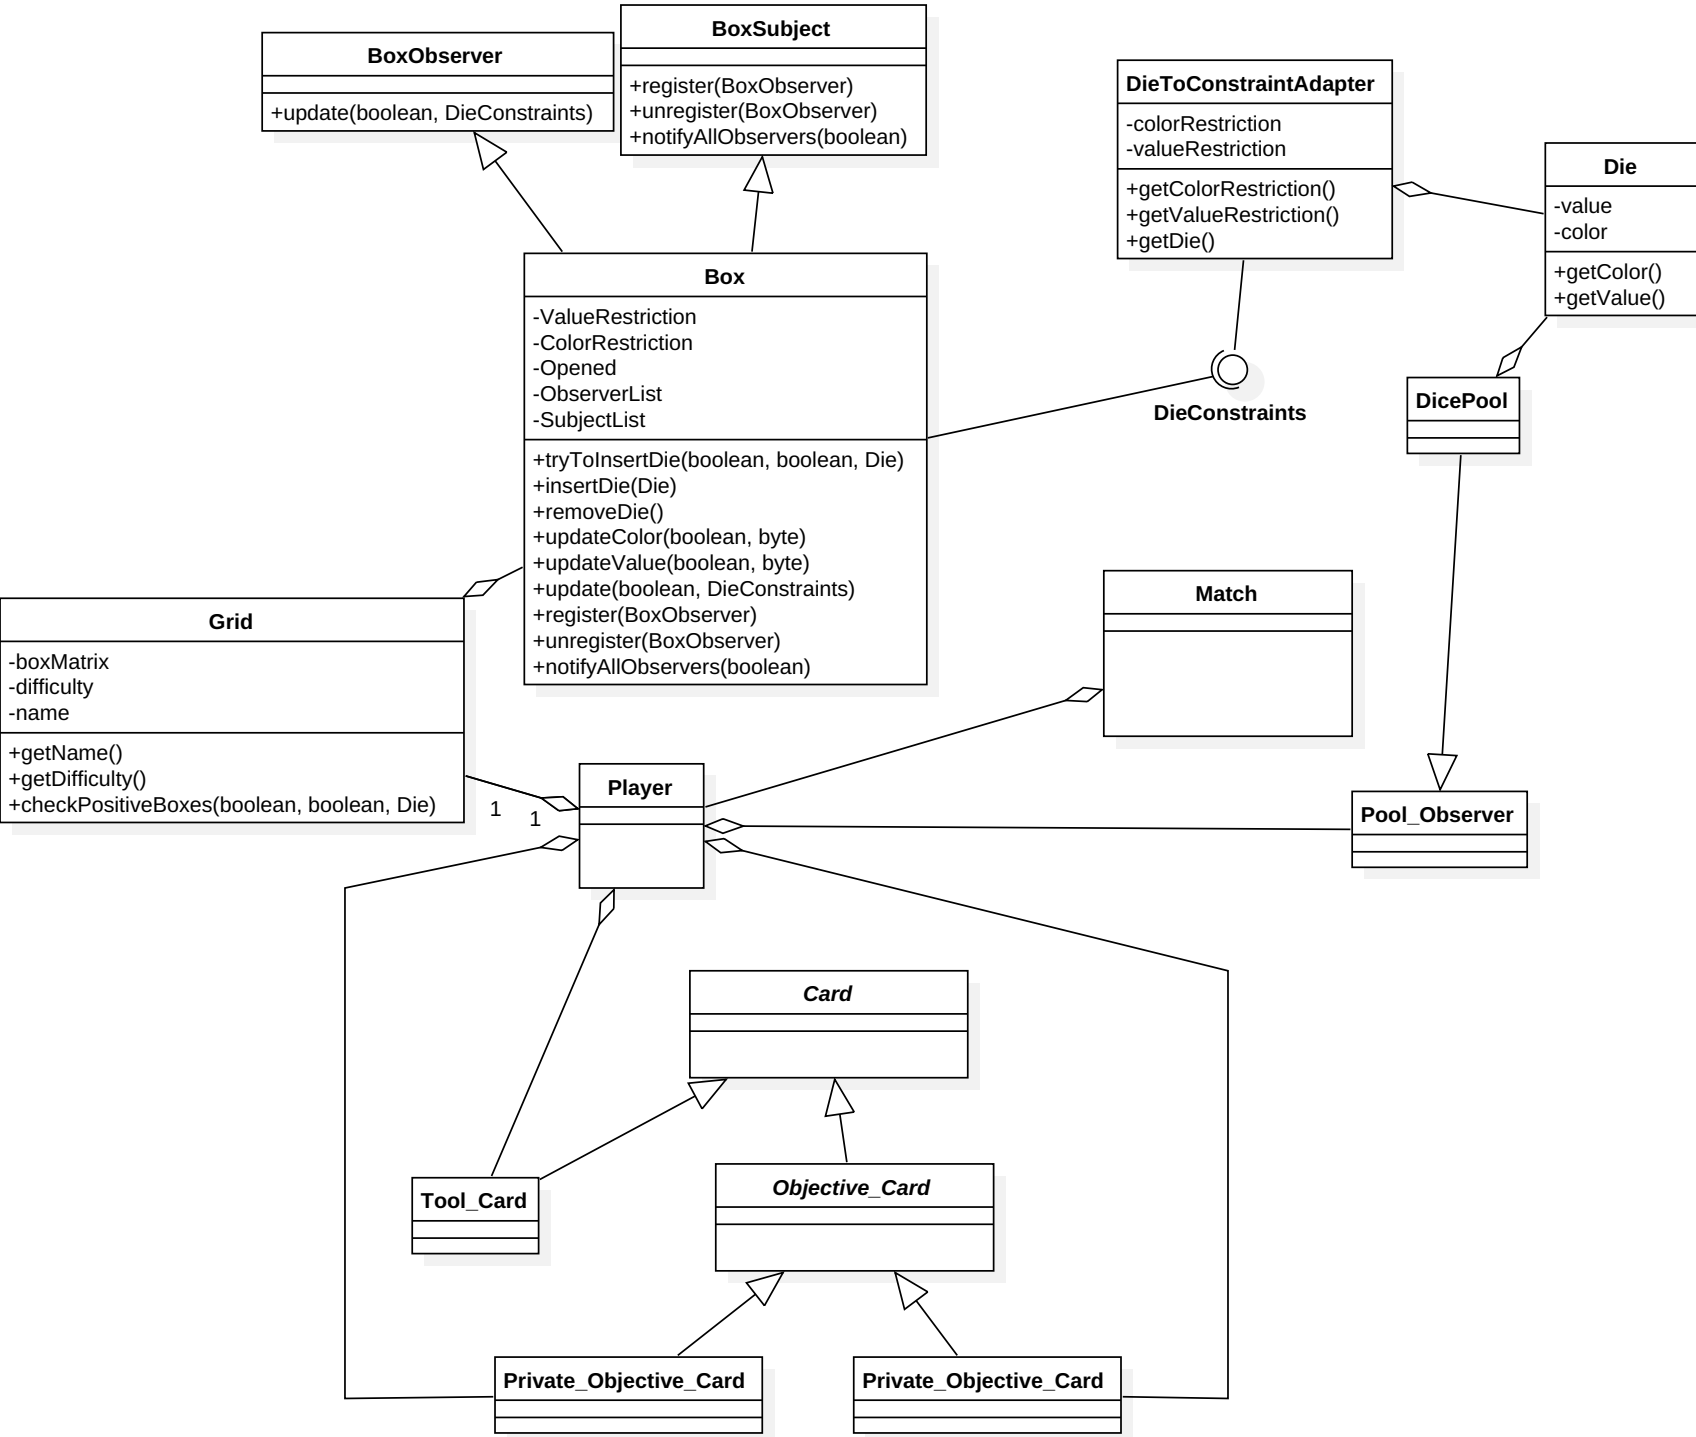 BoxObserver
+update(boolean, DieConstraints)
BoxSubject
+register(BoxObserver)
+unregister(BoxObserver)
+notifyAllObservers(boolean)
DieToConstraintAdapter
-colorRestriction
-valueRestriction
+getColorRestriction()
+getValueRestriction()
+getDie()
Die
-value
-color
+getColor()
+getValue()
Box
-ValueRestriction
-ColorRestriction
-Opened
-ObserverList
-SubjectList
+tryToInsertDie(boolean, boolean, Die)
+insertDie(Die)
+removeDie()
+updateColor(boolean, byte)
+updateValue(boolean, byte)
+update(boolean, DieConstraints)
+register(BoxObserver)
+unregister(BoxObserver)
+notifyAllObservers(boolean)
DieConstraints
DicePool
Grid
-boxMatrix
-difficulty
-name
+getName()
+getDifficulty()
+checkPositiveBoxes(boolean, boolean, Die)
1
1
Match
Player
Pool_Observer
Card
Tool_Card
Objective_Card
Private_Objective_Card
Private_Objective_Card